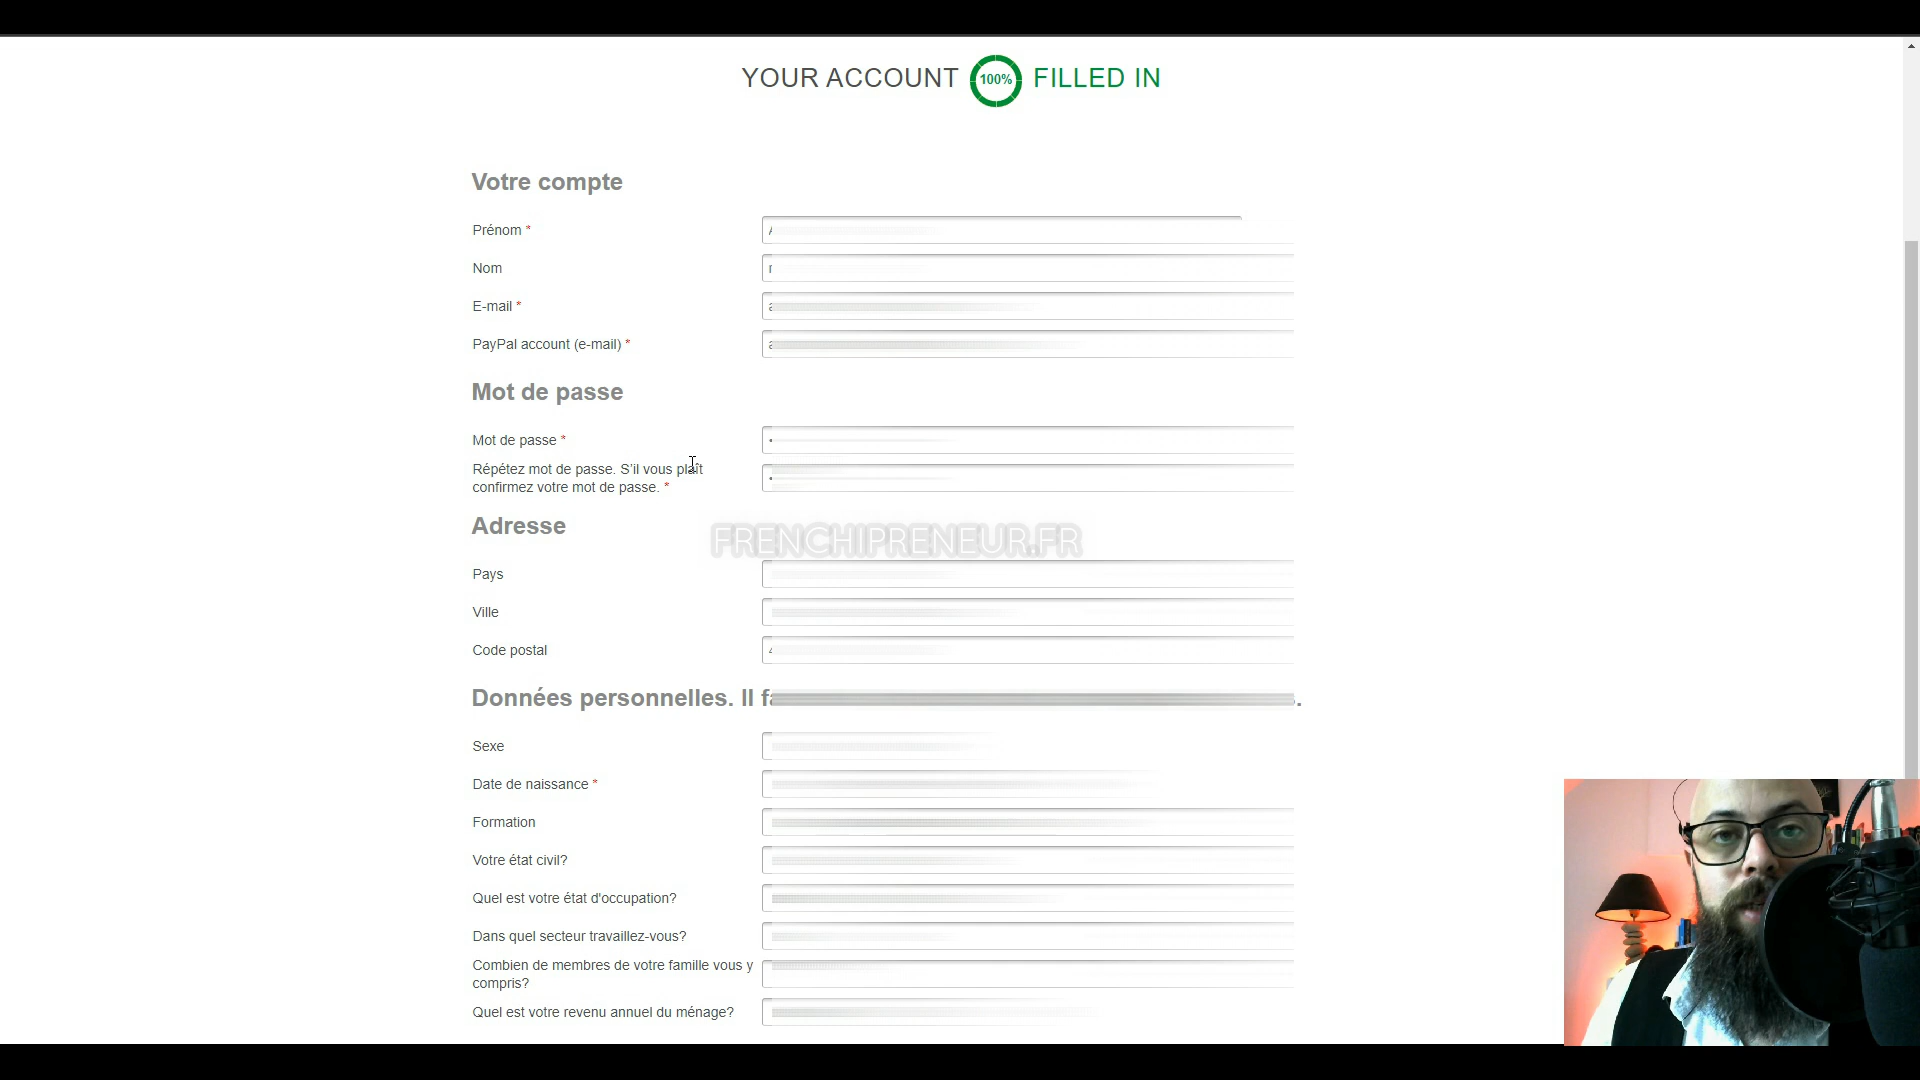 YOUR ACCOUNT 100% FILLED IN
Votre compte
Prénom *
Nom
E-mail *
PayPal account (e-mail) *
Mot de passe
Mot de passe *
Répétez mot de passe. S'il vous plaît
confirmez votre mot de passe. *
Adresse
FRENCHIPRENEUR.FR
Pays
Ville
Code postal
Données personnelles. Il
Sexe
Date de naissance *
Formation
Votre état civil?
Quel est votre état d'occupation?
Dans quel secteur travaillez-vous?
Combien de membres de votre famille vous y
compris?
Quel est votre revenu annuel du ménage?